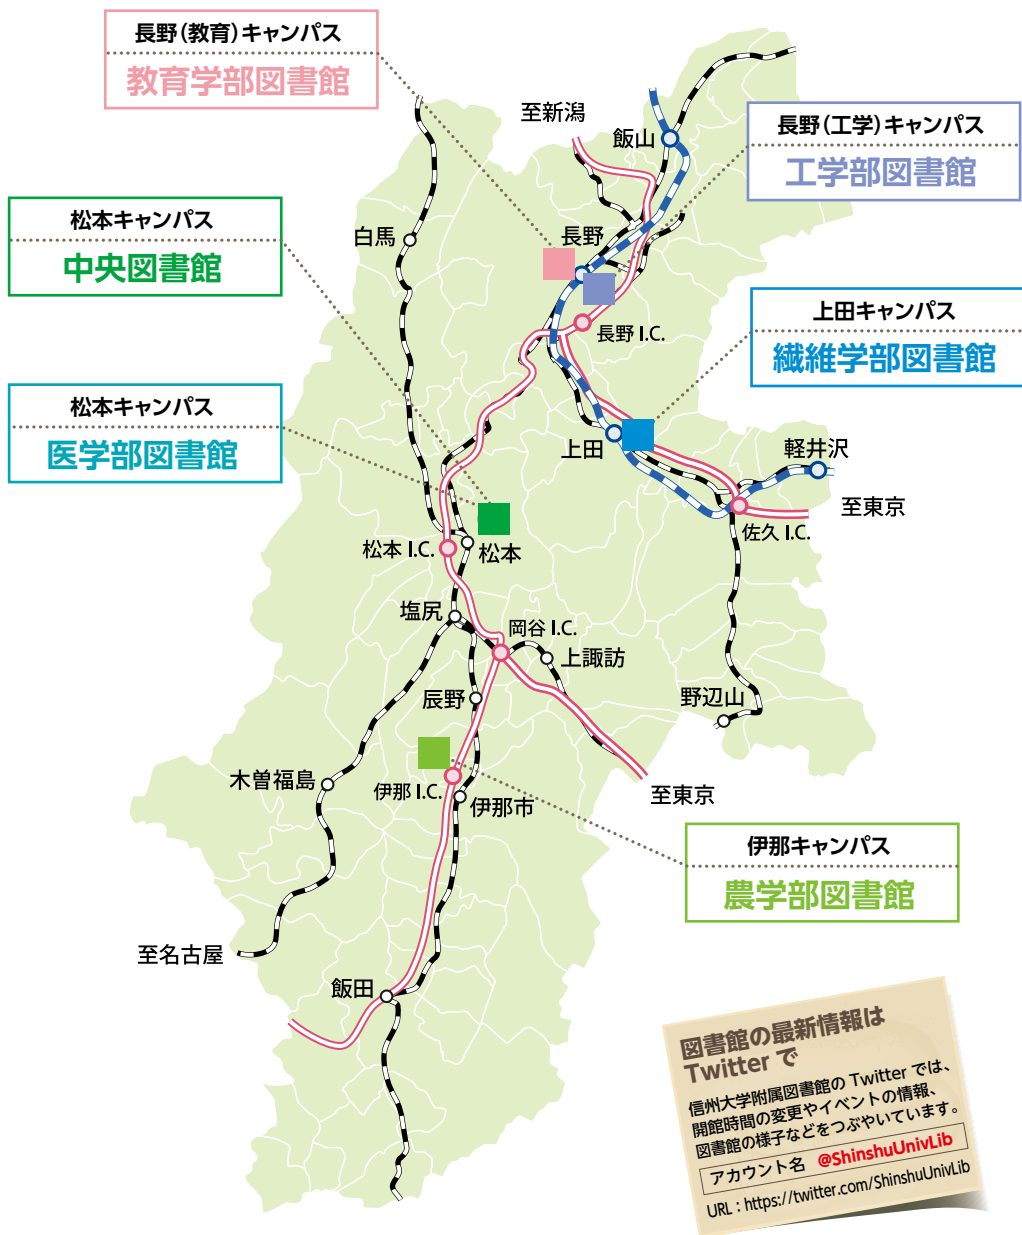 長野(教育)キャンパス
教育学部図書館
至新潟
飯山
長野(工学)キャンパス
工学部図書館
松本キャンパス
中央図書館
白馬
長野
長野 I.C.
上田キャンパス
繊維学部図書館
松本キャンパス
医学部図書館
上田
軽井沢
至東京
佐久 I.C.
松本 I.C.
松本
塩尻
岡谷 I.C.
上諏訪
辰野
野辺山
木曽福島
伊那 I.C.
伊那市
至東京
伊那キャンパス
農学部図書館
至名古屋
飯田
図書館の最新情報は
Twitter で
信州大学附属図書館の Twitter では、
開館時間の変更やイベントの情報、
図書館の様子などをつぶやいています。
アカウント名 @ShinshuUnivLib
URL : https://twitter.com/ShinshuUnivLib